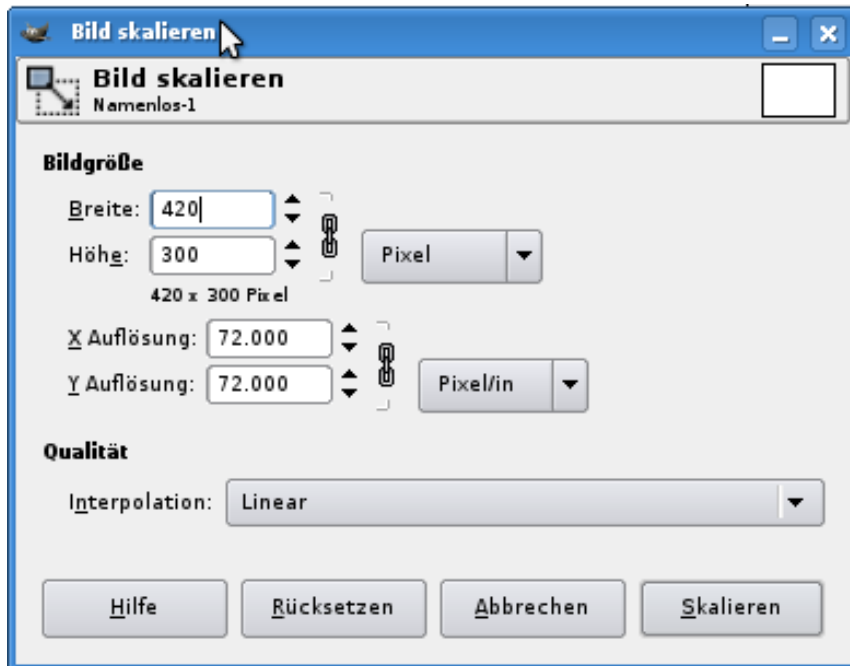 Bild skalieren
Bild skalieren
Namenlos-1
Bildgröße
Breite: 420
Höhe: 300 Pixel
420 x 300 Pixel
X Auflösung: 72.000
Y Auflösung: 72.000 Pixel/in
Qualität
Interpolation: Linear
Hilfe Rücksetzen Abbrechen Skalieren